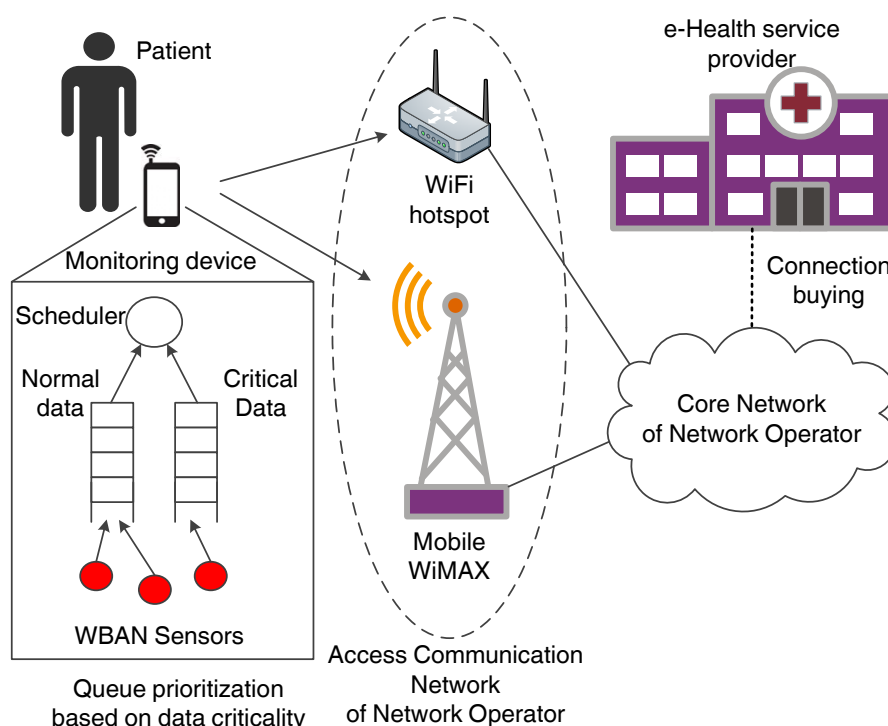 Patient
e-Health service
provider
WiFi
hotspot
Monitoring device
Connection
buying
Scheduler
Normal
data
Critical
Data
Core Network
of Network Operator
Mobile
WiMAX
WBAN Sensors
Access Communication
Network
of Network Operator
Queue prioritization
based on data criticality